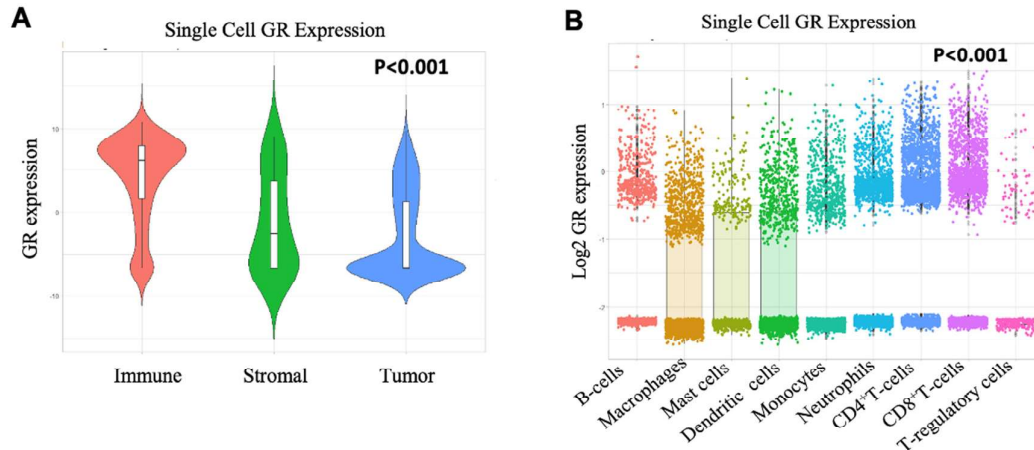 A
Single Cell GR Expression
P<0.001
GR expression
10
0
-10
Immune
Stromal
Tumor
B
Single Cell GR Expression
P<0.001
Log2 GR expression
1
0
-1
-2
B-cells
Macrophages
Mast cells
Dendritic cells
Monocytes
Neutrophils
CD4+T-cells
CD8+T-cells
T-regulatory cells